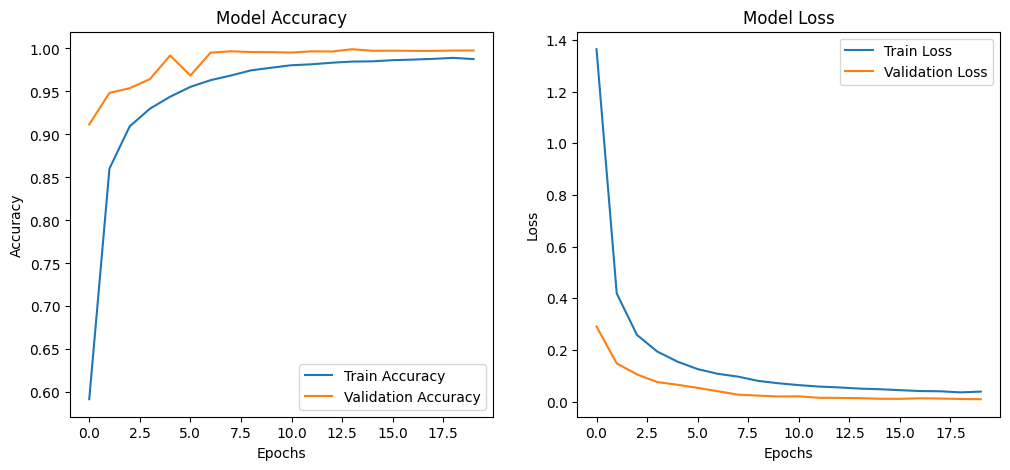 Model Accuracy
1.00
0.95
0.90
0.85
0.80
0.75
0.70
0.65
0.60
Accuracy
Train Accuracy
Validation Accuracy
0.0 2.5 5.0 7.5 10.0 12.5 15.0 17.5
Epochs
Model Loss
1.4
1.2
1.0
0.8
0.6
0.4
0.2
0.0
Loss
Train Loss
Validation Loss
0.0 2.5 5.0 7.5 10.0 12.5 15.0 17.5
Epochs